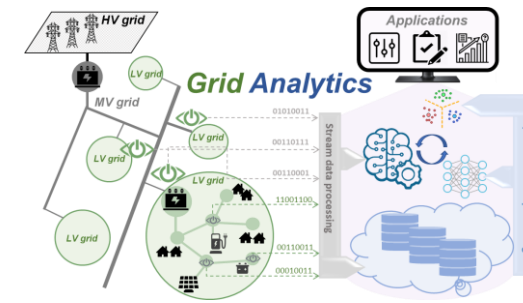 HV grid
Applications
LV grid
Grid Analytics
MV grid
01010011
LV grid
LV grid
00110111
LV grid
00110001
11001100
Stream data processing
LV grid
00110011
00010011